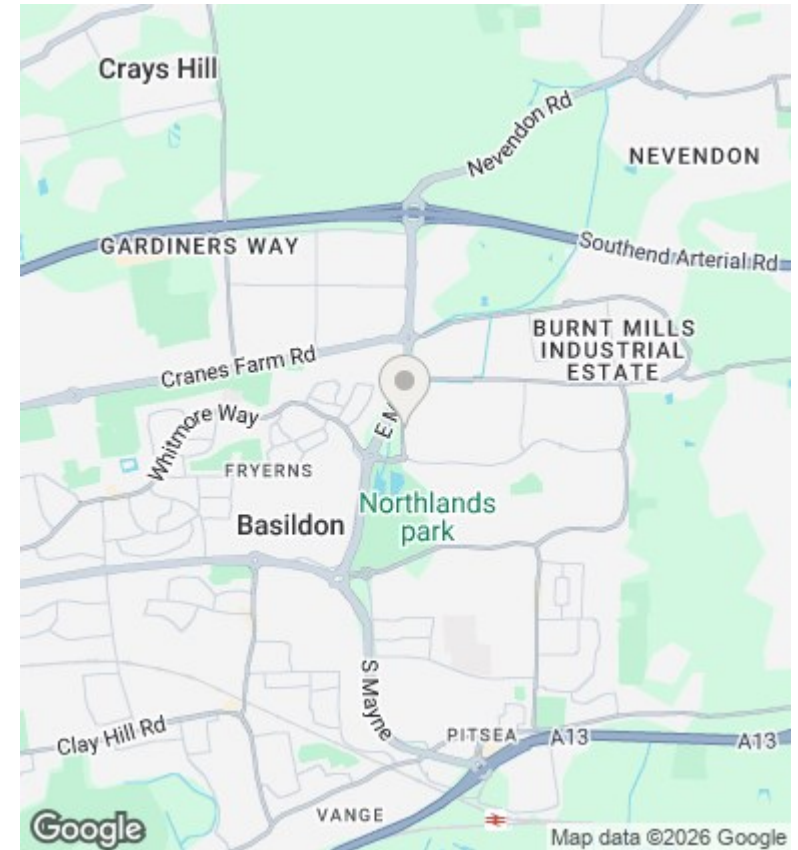 Crays Hill
Nevendon Rd
NEVENDON
GARDINERS WAY
Southend Arterial Rd
BURNT MILLS
INDUSTRIAL
ESTATE
Cranes Farm Rd
Whitmore Way
E M
FRYERNS
Northlands
park
Basildon
S Mayne
Clay Hill Rd
PITSEA
A13
A13
VANGE
Google
Map data ©2026 Google